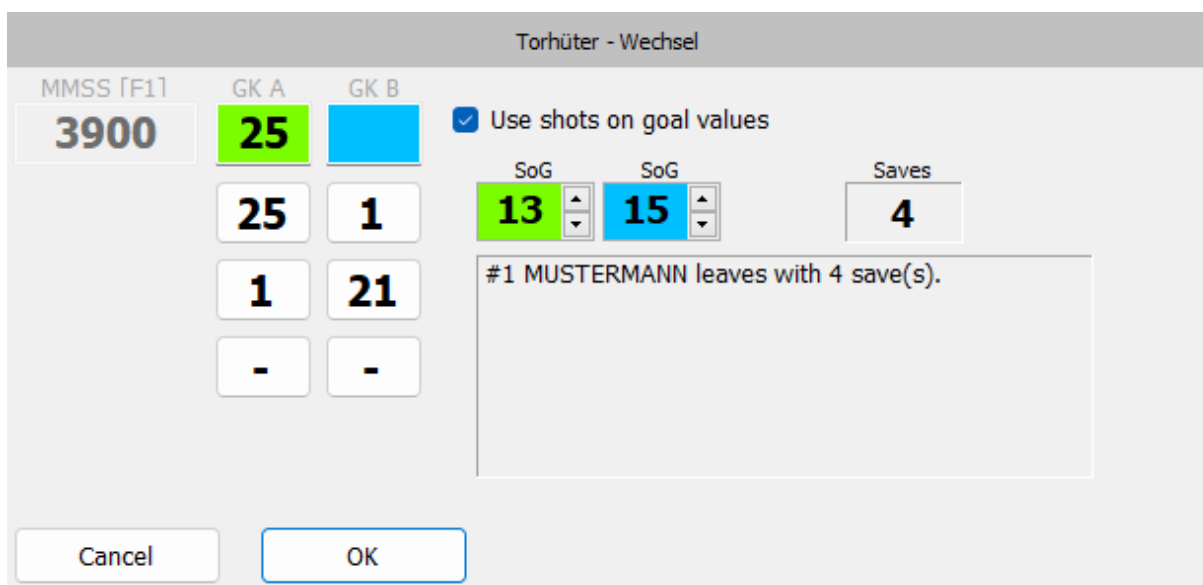 Torhüter - Wechsel
MMSS [F1] GK A GK B
3900 25
Use shots on goal values
SoG SoG Saves
25 1 13 15 4
1 21
#1 MUSTERMANN leaves with 4 save(s).
- -
Cancel OK